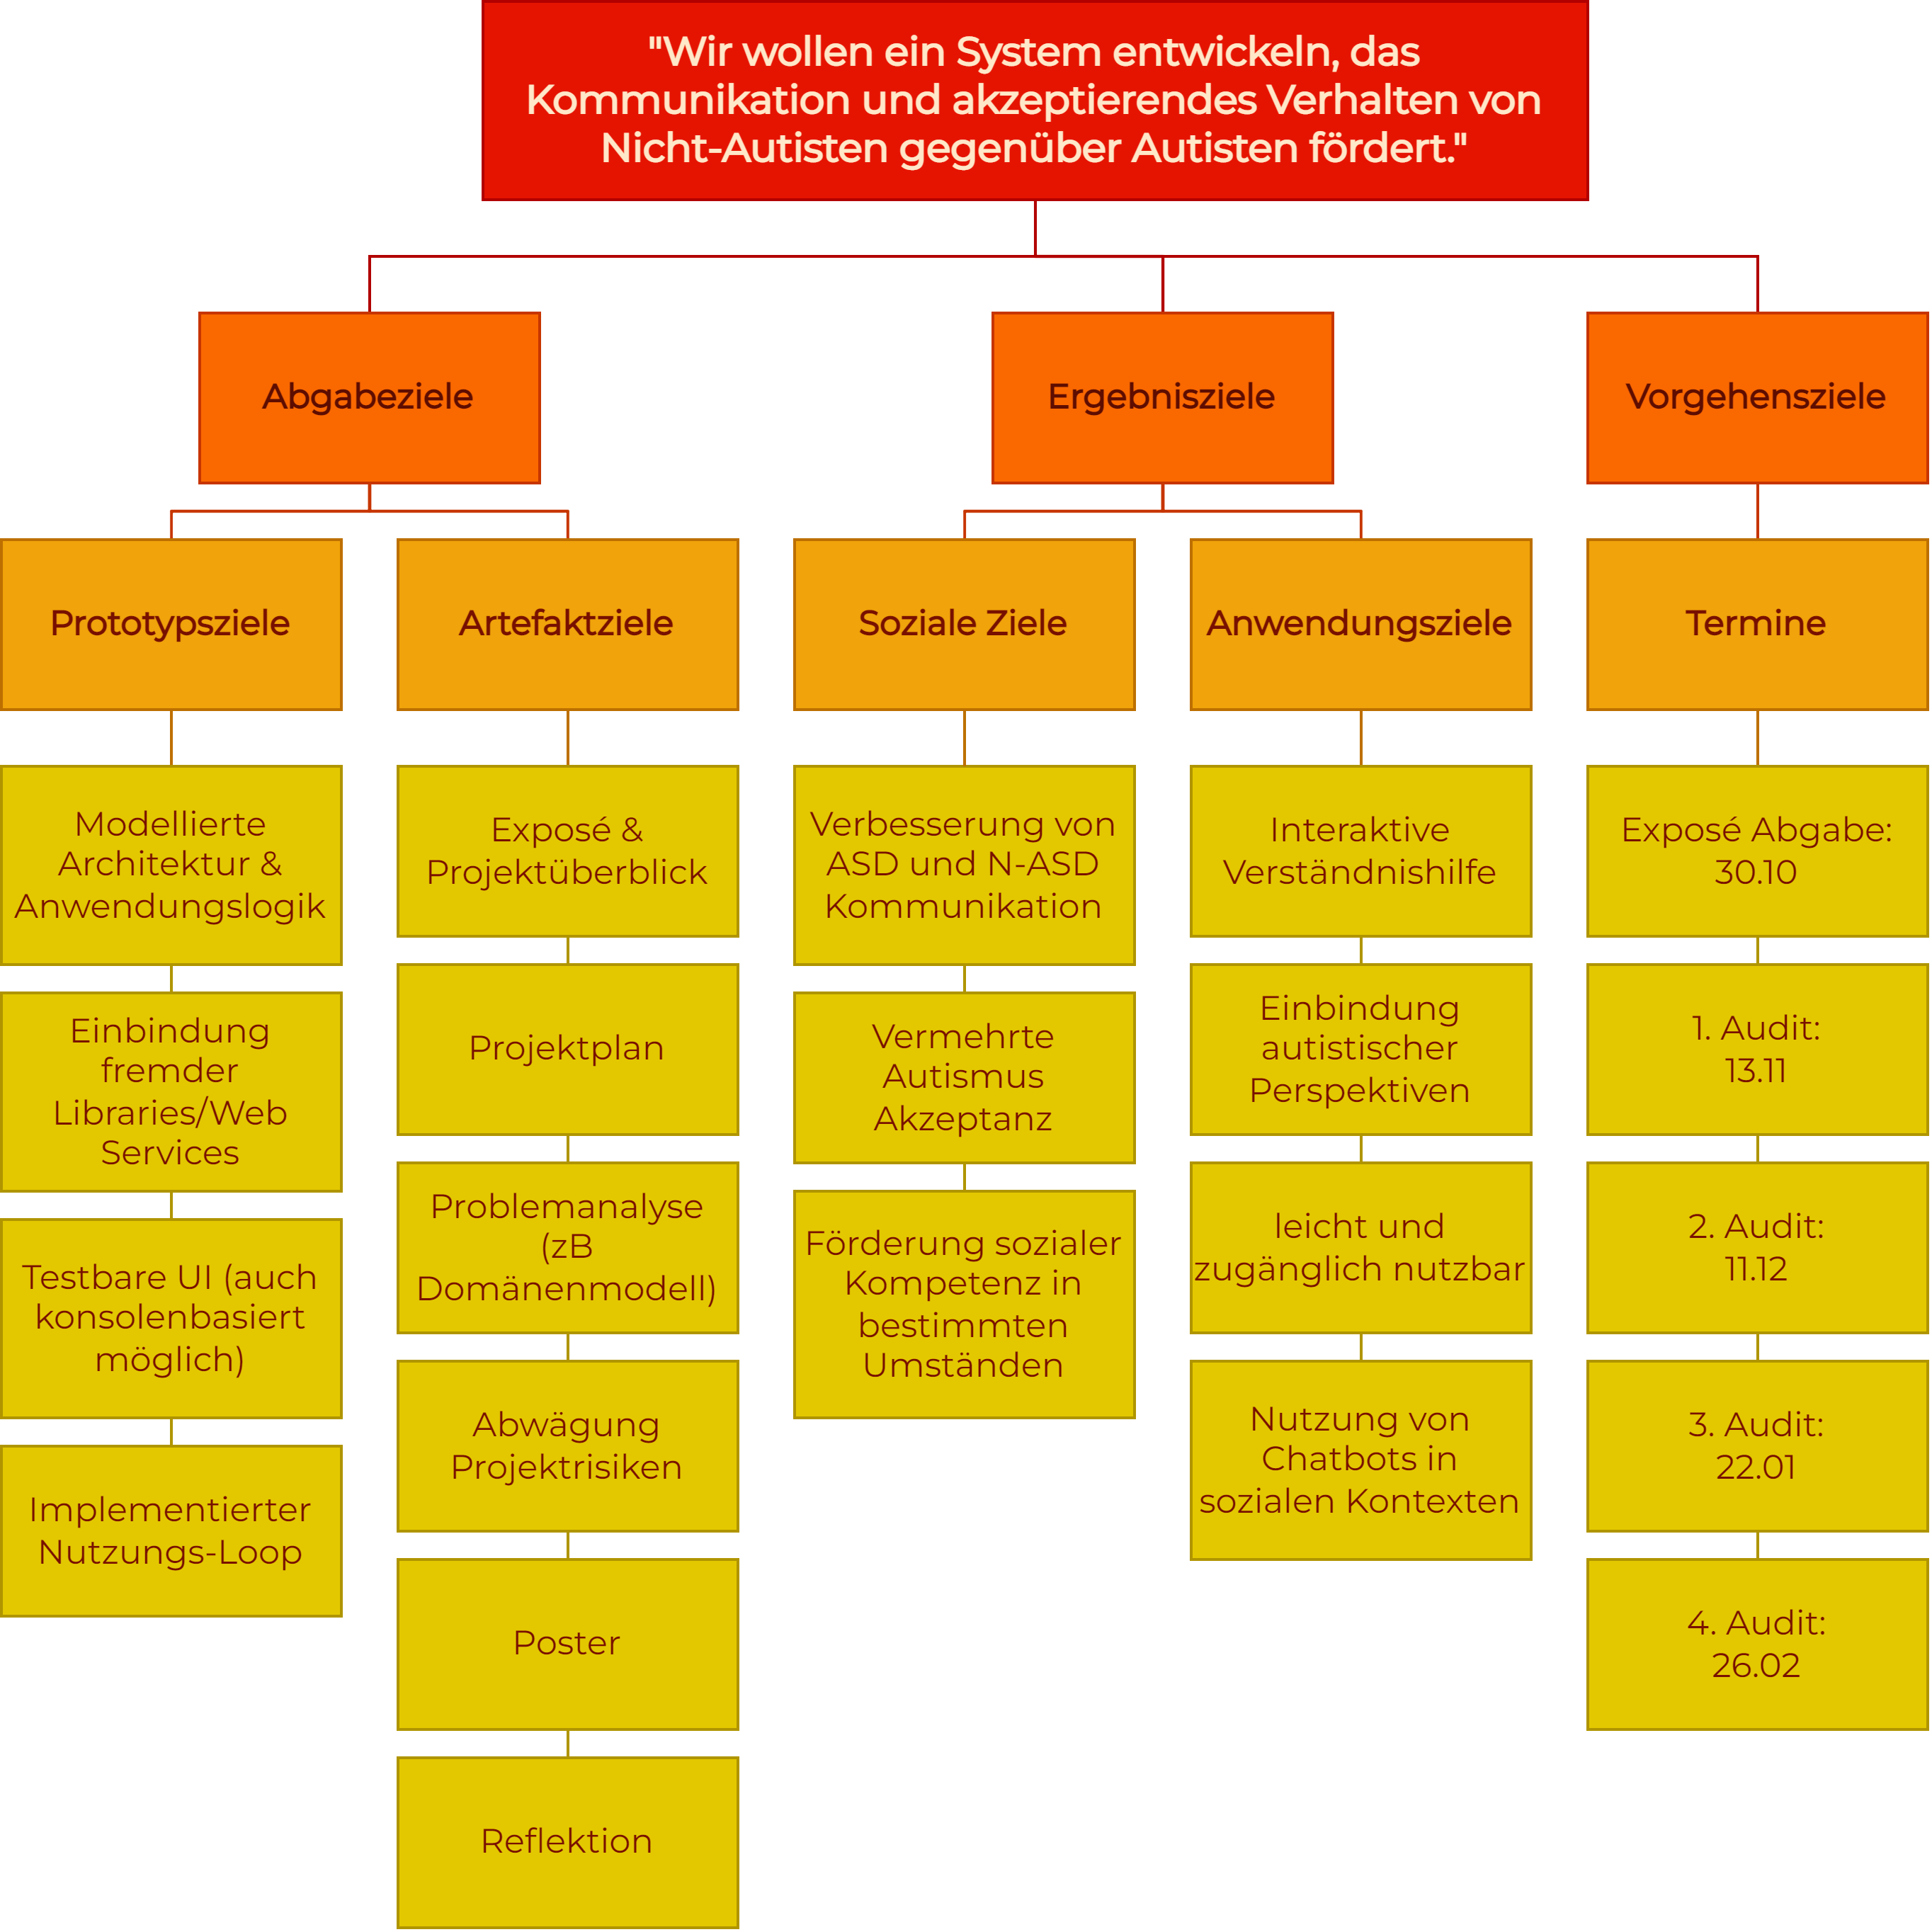 "Wir wollen ein System entwickeln, das
Kommunikation und akzeptierendes Verhalten von
Nicht-Autisten gegenüber Autisten fördert."
Abgabeziele
Ergebnisziele
Vorgehensziele
Prototypsziele
Artefaktziele
Soziale Ziele
Anwendungsziele
Termine
Modellierte
Architektur &
Anwendungslogik
Einbindung
fremder
Libraries/Web
Services
Testbare UI (auch
konsolenbasiert
möglich)
Implementierter
Nutzungs-Loop
Exposé &
Projektüberblick
Projektplan
Problemanalyse
(zB
Domänenmodell)
Abwägung
Projektrisiken
Poster
Reflektion
Verbesserung von
ASD und N-ASD
Kommunikation
Vermehrte
Autismus
Akzeptanz
Förderung sozialer
Kompetenz in
bestimmten
Umständen
Interaktive
Verständnishilfe
Einbindung
autistischer
Perspektiven
leicht und
zugänglich nutzbar
Nutzung von
Chatbots in
sozialen Kontexten
Exposé Abgabe:
30.10
1. Audit:
13.11
2. Audit:
11.12
3. Audit:
22.01
4. Audit:
26.02